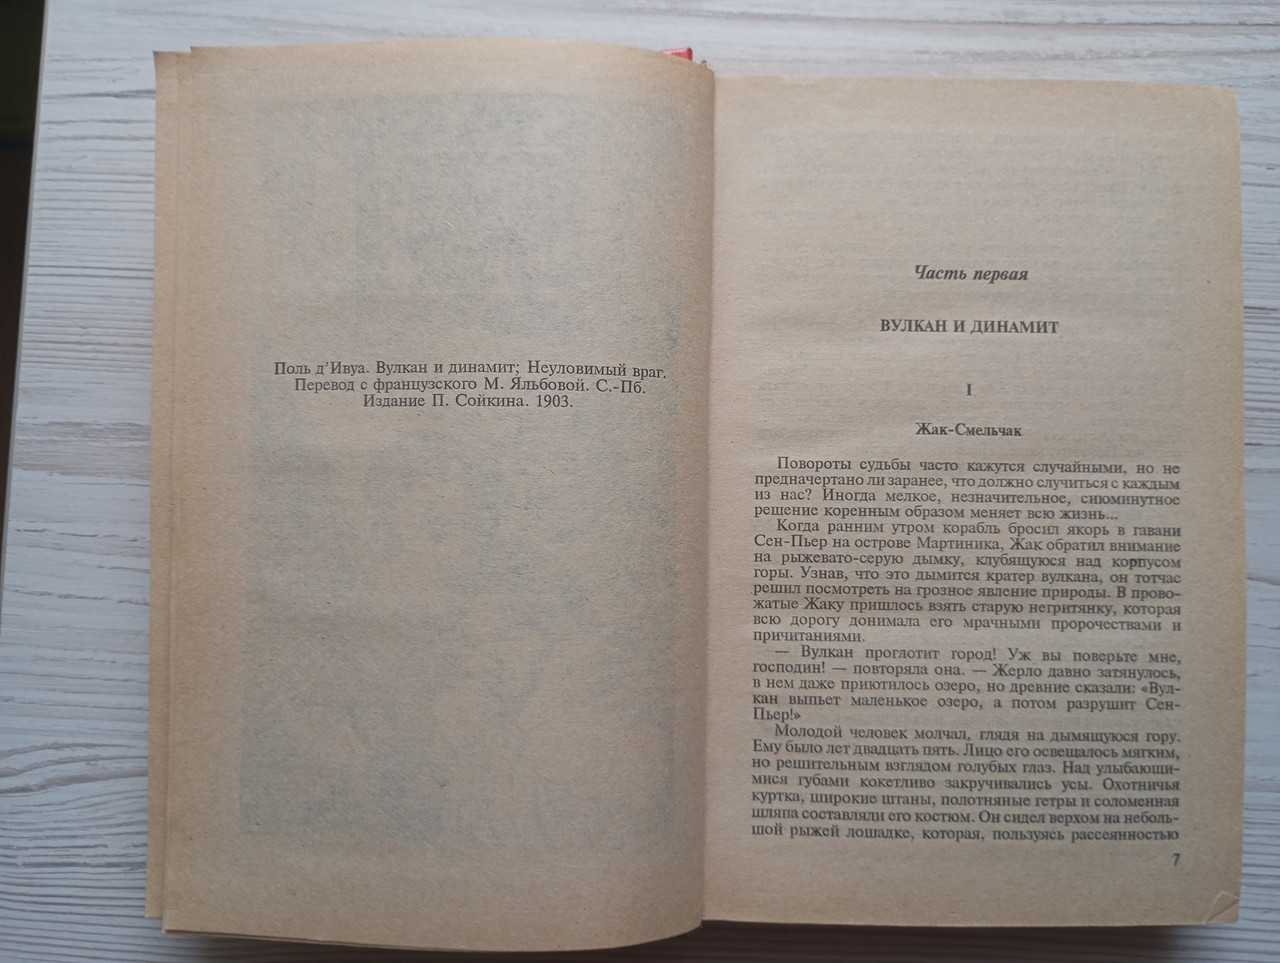 Поль д’Ивуа. Вулкан и динамит; Неуловимый враг.
Перевод с французского М. Яльбовой. С.-Пб.
Издание П. Сойкина. 1903.
Часть первая
ВУЛКАН И ДИНАМИТ
I
Жак-Смельчак
Повороты судьбы часто кажутся случайными, но не
предначертано ли заранее, что должно случиться с каждым
из нас? Иногда мелкое, незначительное, сиюминутное
решение коренным образом меняет всю жизнь...
Когда ранним утром корабль бросил якорь в гавани
Сен-Пьер на острове Мартиника, Жак обратил внимание
на рыжевато-серую дымку, клубящуюся над корпусом
горы. Узнав, что это дымится кратер вулкана, он тотчас
решил посмотреть на грозное явление природы. В прово-
жатые Жаку пришлось взять старую негритянку, которая
всю дорогу донимала его мрачными пророчествами и
причитаниями.
— Вулкан проглотит город! Уж вы поверьте мне,
господин! — повторяла она. — Жерло давно затянулось,
в нем даже приютилось озеро, но древние сказали: «Вул-
кан выпьет маленькое озеро, а потом разрушит Сен-
Пьер!»
Молодой человек молчал, глядя на дымящуюся гору.
Ему было лет двадцать пять. Лицо его освещалось мягким,
но решительным взглядом голубых глаз. Над улыбающи-
мися губами кокетливо закручивались усы. Охотничья
куртка, широкие штаны, полотняные гетры и соломенная
шляпа составляли его костюм. Он сидел верхом на неболь-
шой рыжей лошадке, которая, пользуясь рассеянностью
7